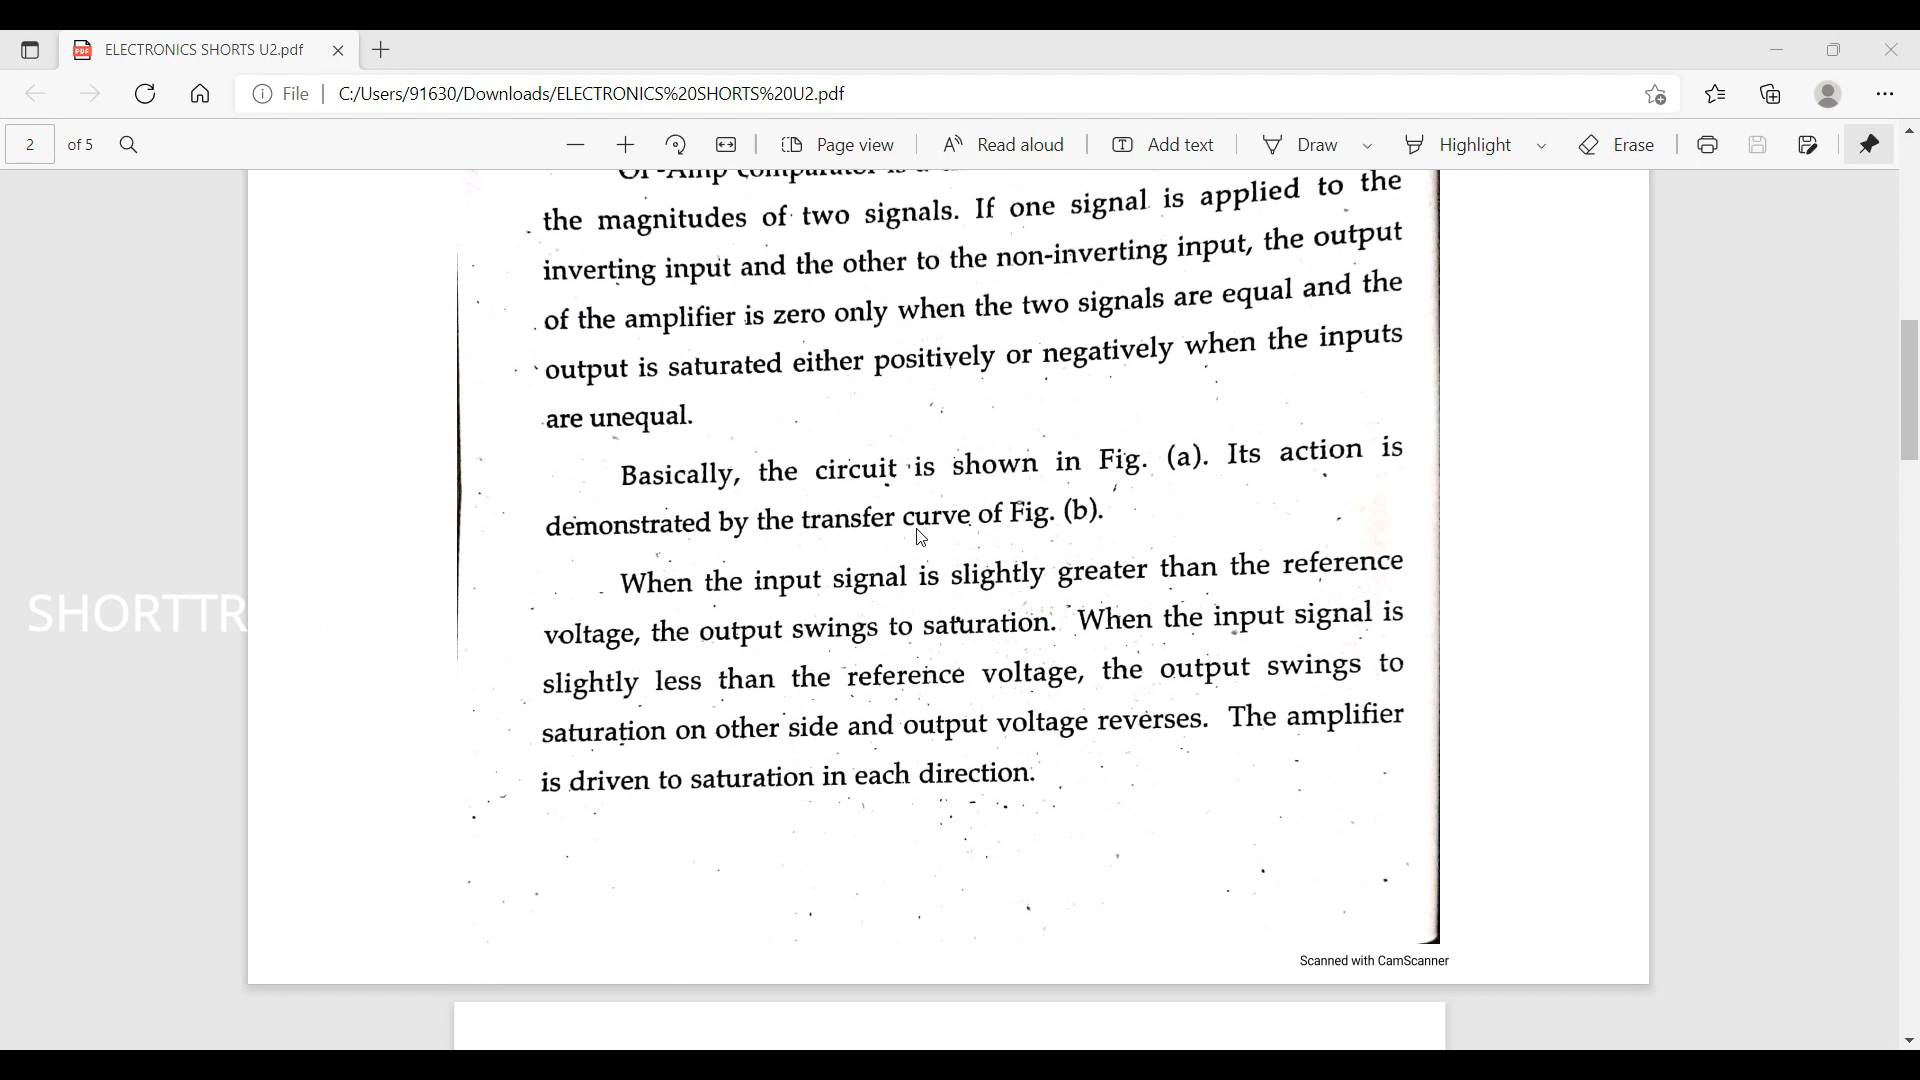 ELECTRONICS SHORTS U2.pdf
File C:/Users/91630/Downloads/ELECTRONICS%20SHORTS%20U2.pdf
2 of 5 Page view Read aloud Add text Draw Highlight Erase
comparator is a
the magnitudes of two signals. If one signal is applied to the
inverting input and the other to the non-inverting input, the output
of the amplifier is zero only when the two signals are equal and the
output is saturated either positively or negatively when the inputs
are unequal.
Basically, the circuit is shown in Fig. (a). Its action is
demonstrated by the transfer curve of Fig. (b).
When the input signal is slightly greater than the reference
voltage, the output swings to saturation. When the input signal is
slightly less than the reference voltage, the output swings to
saturation on other side and output voltage reverses. The amplifier
is driven to saturation in each direction.
SHORTTR
Scanned with CamScanner